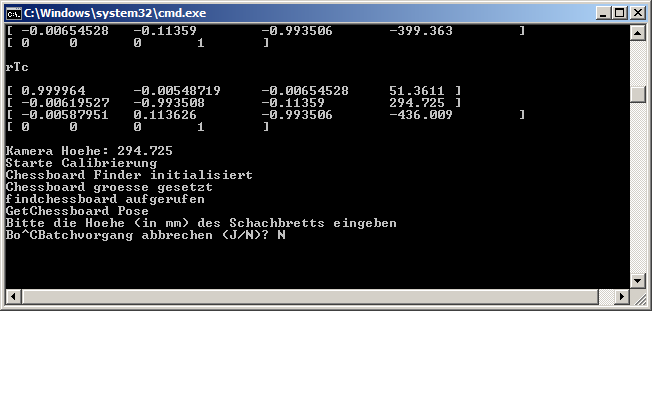 C:\Windows\system32\cmd.exe
[ -0.00654528 -0.11359 -0.993506 -399.363 ]
[ 0 0 0 1 ]
rTc
[ 0.999964 -0.00548719 -0.00654528 51.3611 ]
[ -0.00619527 -0.993508 -0.11359 294.725 ]
[ -0.00587951 0.113626 -0.993506 -436.009 ]
[ 0 0 0 1 ]
Kamera Hoehe: 294.725
Starte Calibrierung
Chessboard Finder initialisiert
Chessboard groesse gesetzt
findchessboard aufgerufen
GetChessboard Pose
Bitte die Hoehe (in mm) des Schachbretts eingeben
Bo^CBatchvorgang abbrechen (J/N)? N